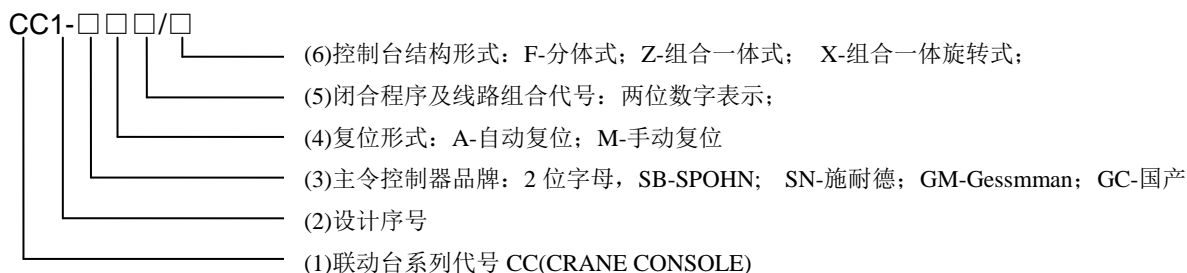 CC1-□□□/□
(6)控制台结构形式：F-分体式；Z-组合一体式； X-组合一体旋转式；
(5)闭合程序及线路组合代号：两位数字表示；
(4)复位形式：A-自动复位；M-手动复位
(3)主令控制器品牌：2 位字母，SB-SPOHN; SN-施耐德；GM-Gessmman；GC-国产
(2)设计序号
(1)联动台系列代号 CC(CRANE CONSOLE)